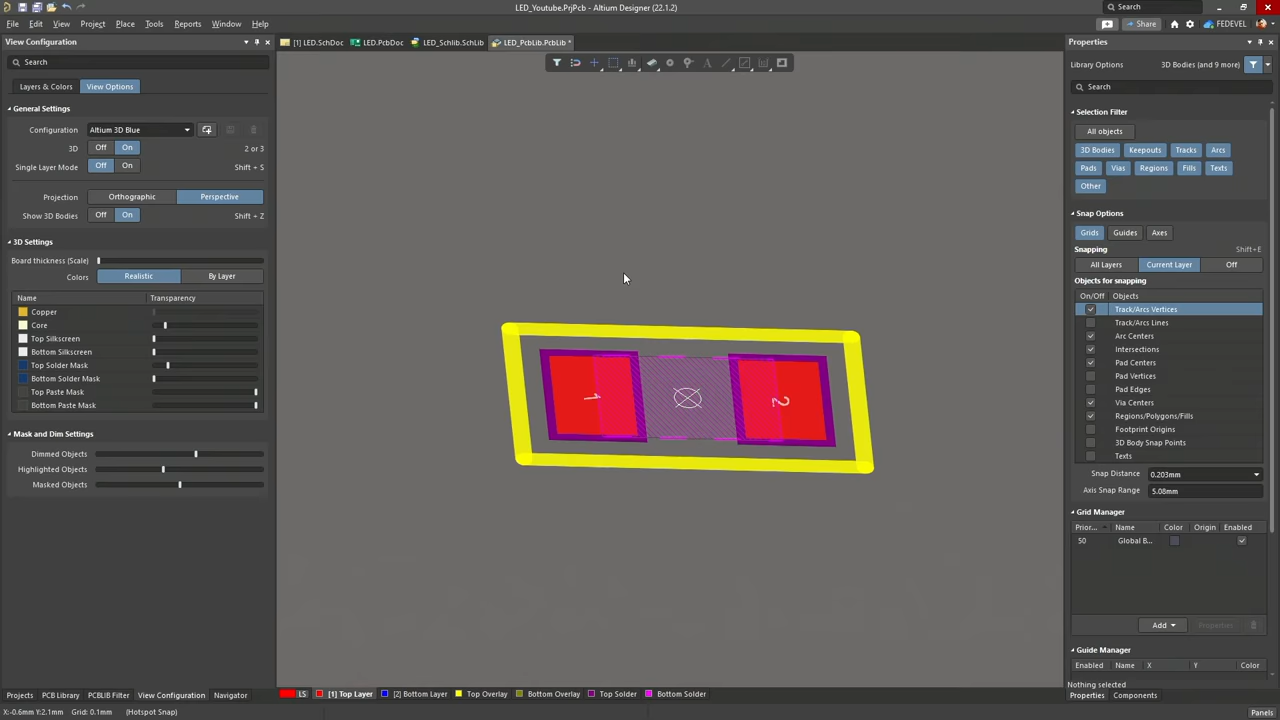 LED_Youtube.PrjPcb - Altium Designer (22.1.2)
Search
File Edit View Project Place Tools Reports Window Help
Share FEDEVEL
View Configuration
[1] LED.SchDoc LED.PcbDoc LED_Schlib.SchLib LED_PcbLib.PcbLib *
Properties
Search
Library Options 3D Bodies (and 9 more)
Layers & Colors View Options
Search
General Settings
Selection Filter
Configuration Altium 3D Blue
All objects
3D Off On 2 or 3
3D Bodies Keepouts Tracks Arcs
Single Layer Mode Off On Shift + S
Pads Vias Regions Fills Texts
Other
Projection Orthographic Perspective
Show 3D Bodies Off On Shift + Z
Snap Options
Grids Guides Axes
3D Settings
Snapping Shift+E
Board thickness (Scale)
All Layers Current Layer Off
Colors Realistic By Layer
Objects for snapping
Name Transparency
On/Off Objects
Copper
Track/Arcs Vertices
Core
Track/Arcs Lines
Top Silkscreen
Arc Centers
Bottom Silkscreen
Intersections
Top Solder Mask
Pad Centers
Bottom Solder Mask
Pad Vertices
Top Paste Mask
Pad Edges
Bottom Paste Mask
Via Centers
1 2
Regions/Polygons/Fills
Footprint Origins
Mask and Dim Settings
3D Body Snap Points
Dimmed Objects
Texts
Highlighted Objects
Snap Distance 0.203mm
Masked Objects
Axis Snap Range 5.08mm
Grid Manager
Prior... Name Color Origin Enabled
50 Global B...
Add Properties
Guide Manager
Enabled Name X Y Color
Nothing selected
Projects PCB Library PCBLIB Filter View Configuration Navigator
LS [1] Top Layer [2] Bottom Layer Top Overlay Bottom Overlay Top Solder Bottom Solder
Properties Components
X:-0.6mm Y:2.1mm Grid: 0.1mm (Hotspot Snap)
Panels